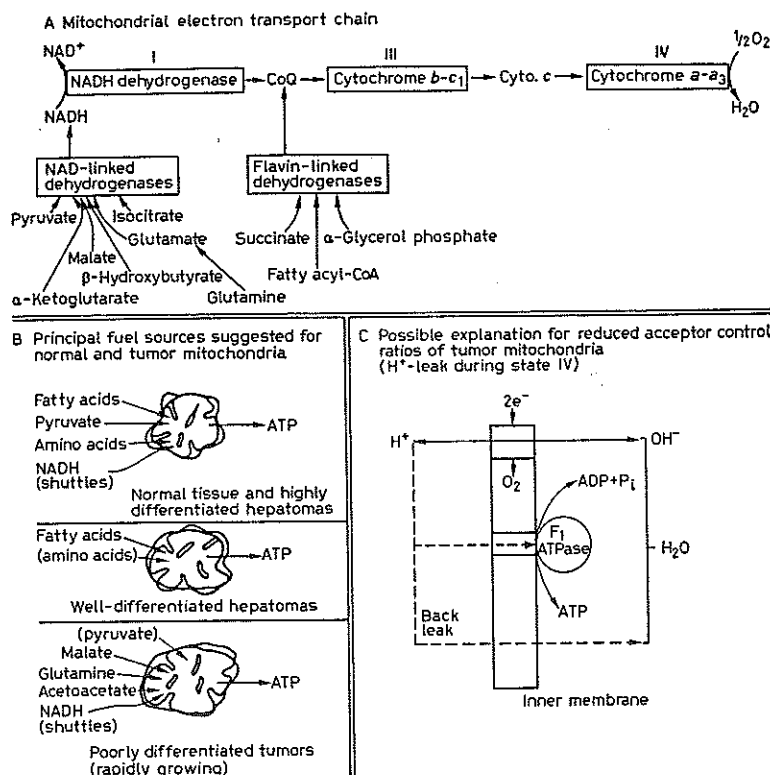 A Mitochondrial electron transport chain
I
III
IV
NAD+
½O2
NADH dehydrogenase
CoQ
Cytochrome b-c1
Cyto. c
Cytochrome a-a3
NADH
H2O
NAD-linked
dehydrogenases
Flavin-linked
dehydrogenases
Pyruvate
Isocitrate
Glutamate
Succinate
α-Glycerol phosphate
Malate
β-Hydroxybutyrate
Fatty acyl-CoA
α-Ketoglutarate
Glutamine
B Principal fuel sources suggested for
normal and tumor mitochondria
Fatty acids
Pyruvate
ATP
Amino acids
NADH
(shuttles)
Normal tissue and highly
differentiated hepatomas
Fatty acids
(amino acids)
ATP
Well-differentiated hepatomas
(pyruvate)
Malate
Glutamine
ATP
Acetoacetate
NADH
(shuttles)
Poorly differentiated tumors
(rapidly growing)
C Possible explanation for reduced acceptor control
ratios of tumor mitochondria
(H+-leak during state IV)
2e-
H+
OH-
O2
ADP+Pi
F1
ATPase
H2O
ATP
Back
leak
Inner membrane